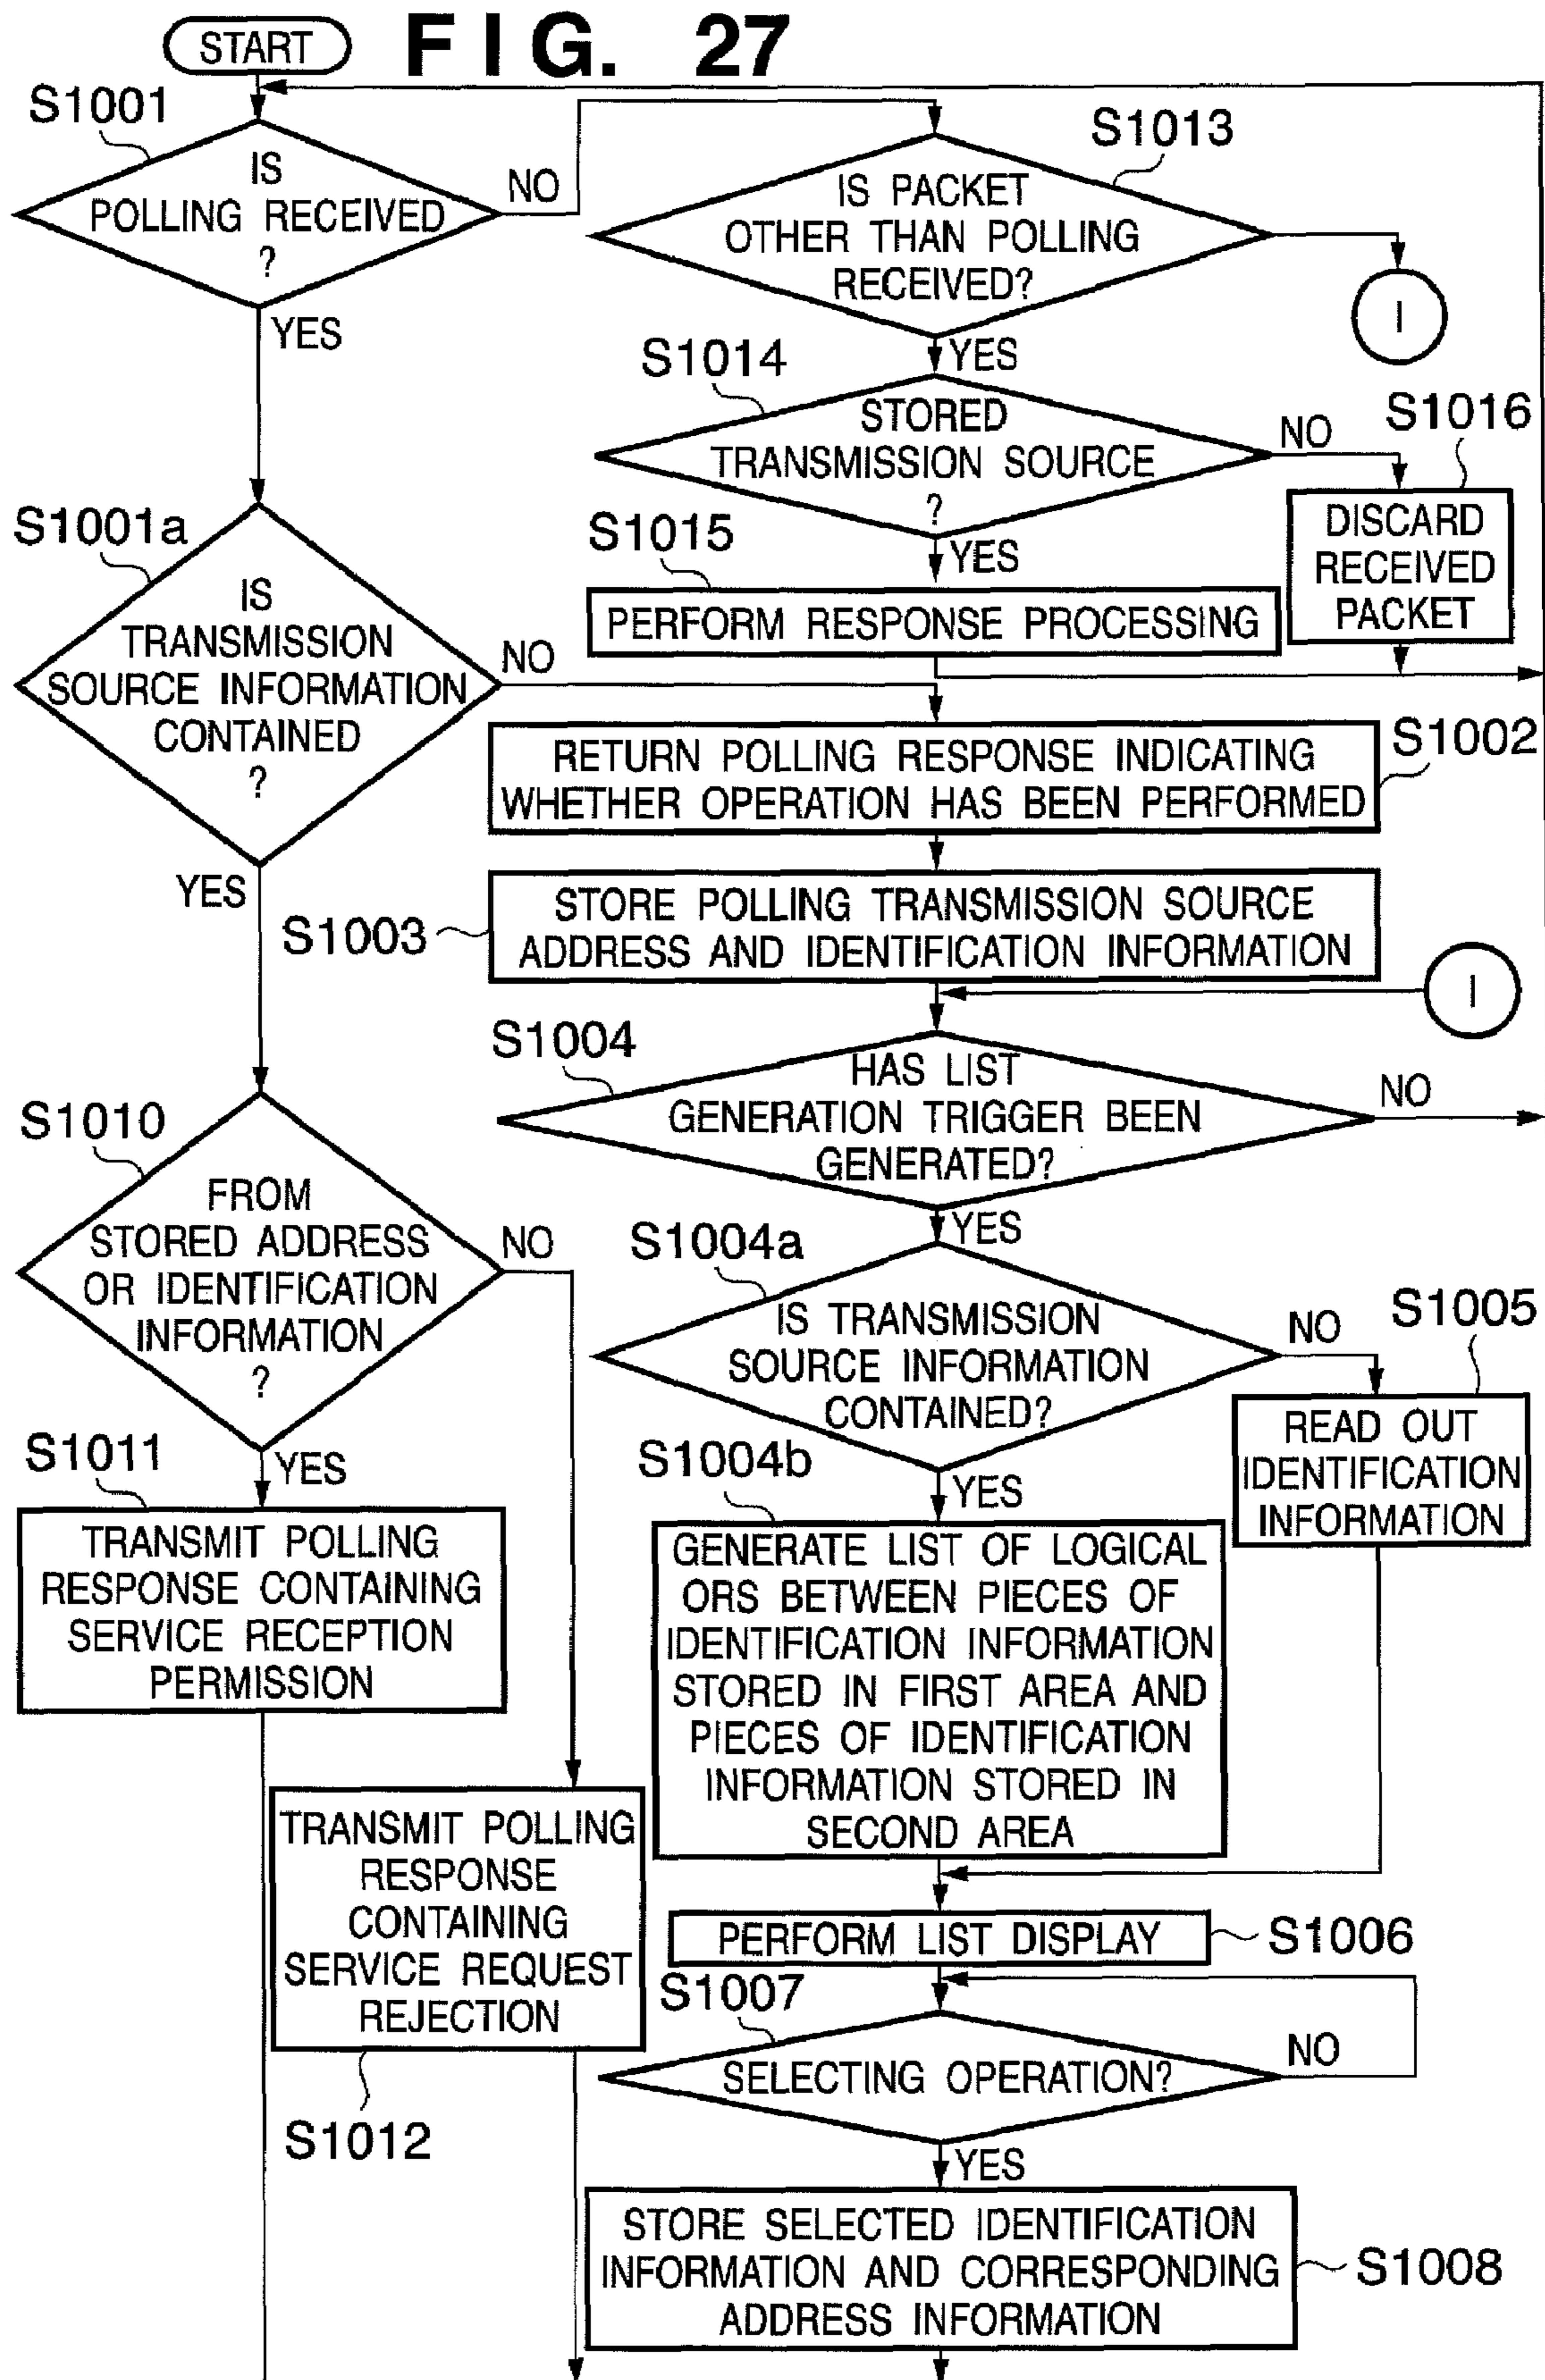 START
FIG. 27
S1001
IS
POLLING RECEIVED
?
NO
YES
S1013
IS PACKET
OTHER THAN POLLING
RECEIVED?
I
YES
S1014
STORED
TRANSMISSION SOURCE
?
NO
S1016
DISCARD
RECEIVED
PACKET
YES
S1015
PERFORM RESPONSE PROCESSING
S1001a
IS
TRANSMISSION
SOURCE INFORMATION
CONTAINED
?
NO
YES
RETURN POLLING RESPONSE INDICATING
WHETHER OPERATION HAS BEEN PERFORMED
S1002
STORE POLLING TRANSMISSION SOURCE
ADDRESS AND IDENTIFICATION INFORMATION
S1003
I
S1004
HAS LIST
GENERATION TRIGGER BEEN
GENERATED?
NO
YES
S1010
FROM
STORED ADDRESS
OR IDENTIFICATION
INFORMATION
?
NO
YES
S1004a
IS TRANSMISSION
SOURCE INFORMATION
CONTAINED?
NO
S1005
READ OUT
IDENTIFICATION
INFORMATION
YES
S1011
TRANSMIT POLLING
RESPONSE CONTAINING
SERVICE RECEPTION
PERMISSION
S1004b
GENERATE LIST OF LOGICAL
ORS BETWEEN PIECES OF
IDENTIFICATION INFORMATION
STORED IN FIRST AREA AND
PIECES OF IDENTIFICATION
INFORMATION STORED IN
SECOND AREA
TRANSMIT POLLING
RESPONSE
CONTAINING
SERVICE REQUEST
REJECTION
S1012
PERFORM LIST DISPLAY
S1006
S1007
SELECTING OPERATION?
NO
YES
STORE SELECTED IDENTIFICATION
INFORMATION AND CORRESPONDING
ADDRESS INFORMATION
S1008